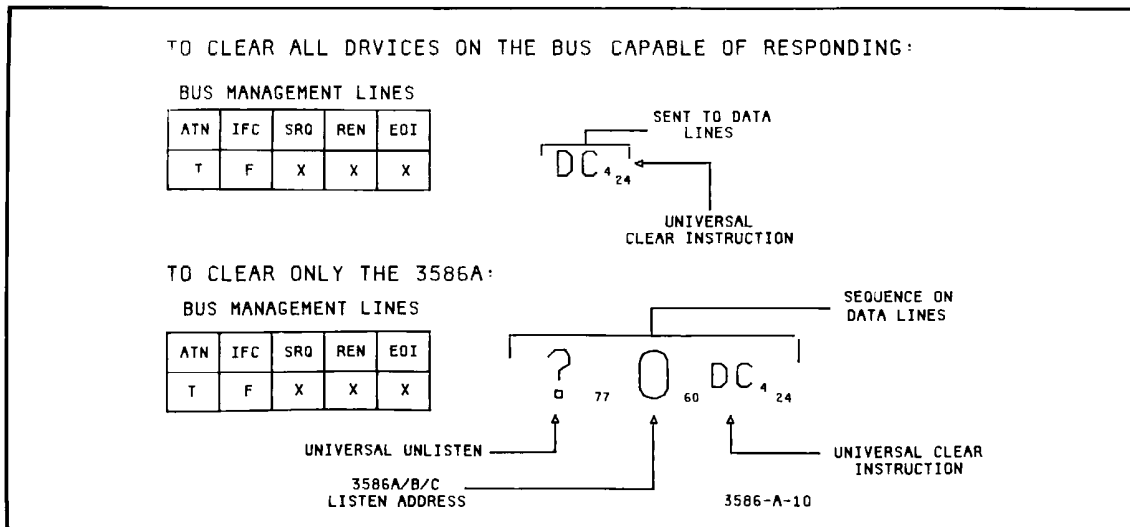 TO CLEAR ALL DRVICES ON THE BUS CAPABLE OF RESPONDING:
BUS MANAGEMENT LINES
ATN IFC SRQ REN EOI
T F X X X
SENT TO DATA
LINES
DC4 24
UNIVERSAL
CLEAR INSTRUCTION
TO CLEAR ONLY THE 3586A:
BUS MANAGEMENT LINES
ATN IFC SRQ REN EOI
T F X X X
SEQUENCE ON
DATA LINES
? 77 0 60 DC4 24
UNIVERSAL UNLISTEN
3586A/B/C
LISTEN ADDRESS
UNIVERSAL CLEAR
INSTRUCTION
3586-A-10